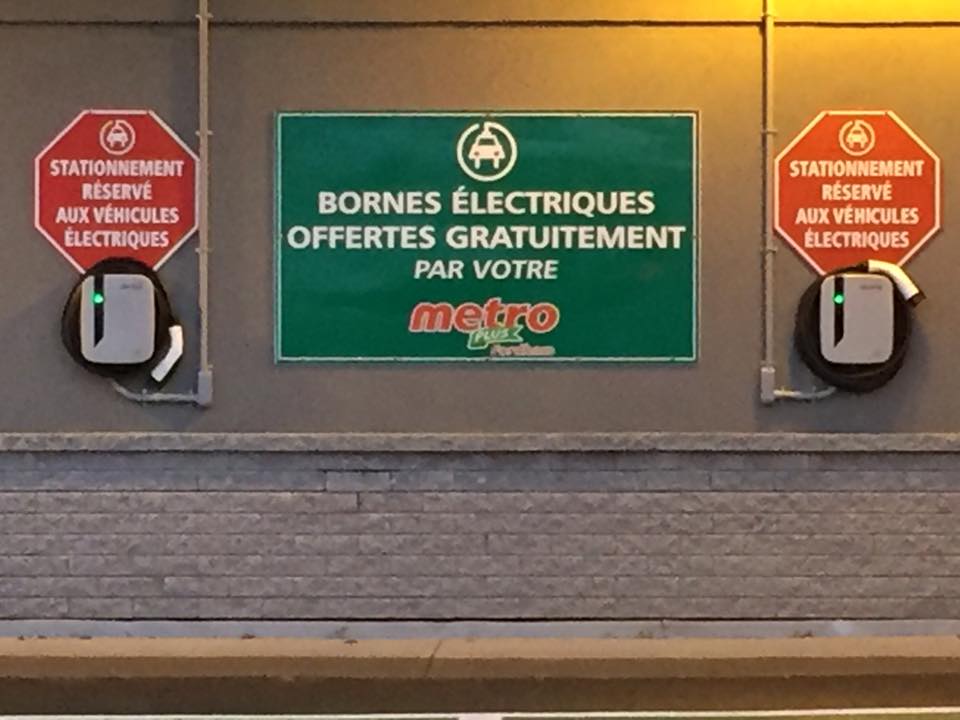 STATIONNEMENT
RÉSERVÉ
AUX VÉHICULES
ÉLECTRIQUES
BORNES ÉLECTRIQUES
OFFERTES GRATUITEMENT
PAR VOTRE
metro
PLUS
STATIONNEMENT
RÉSERVÉ
AUX VÉHICULES
ÉLECTRIQUES